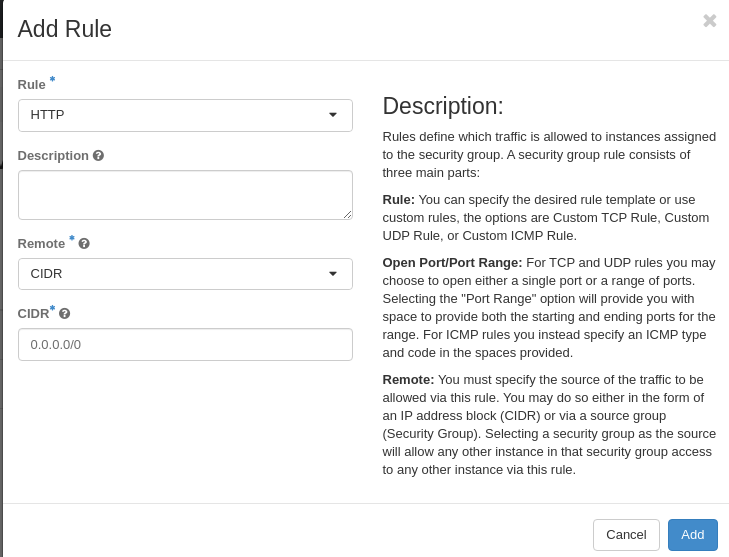 Add Rule
Rule *
HTTP
Description
Remote *
CIDR
CIDR*
0.0.0.0/0
Description:
Rules define which traffic is allowed to instances assigned
to the security group. A security group rule consists of
three main parts:
Rule: You can specify the desired rule template or use
custom rules, the options are Custom TCP Rule, Custom
UDP Rule, or Custom ICMP Rule.
Open Port/Port Range: For TCP and UDP rules you may
choose to open either a single port or a range of ports.
Selecting the "Port Range" option will provide you with
space to provide both the starting and ending ports for the
range. For ICMP rules you instead specify an ICMP type
and code in the spaces provided.
Remote: You must specify the source of the traffic to be
allowed via this rule. You may do so either in the form of
an IP address block (CIDR) or via a source group
(Security Group). Selecting a security group as the source
will allow any other instance in that security group access
to any other instance via this rule.
Cancel
Add